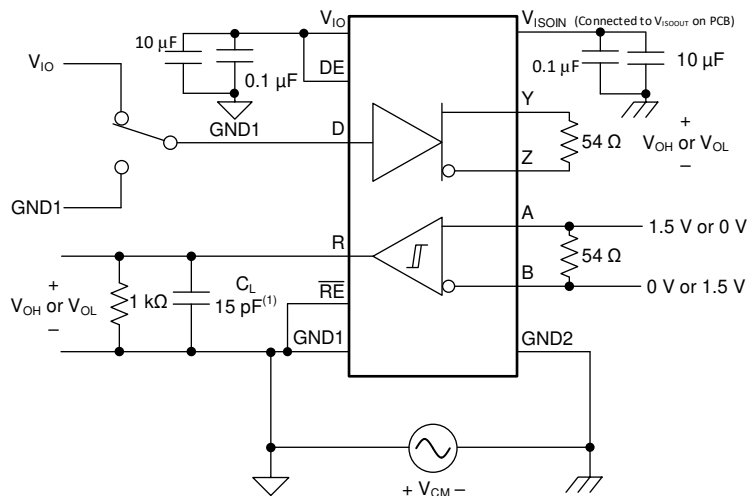 V_IO
V_ISOIN (Connected to V_ISOOUT on PCB)
10 μF
0.1 μF
DE
0.1 μF
10 μF
V_IO
GND1
D
Y
54 Ω
+
V_OH or V_OL
–
Z
GND1
A
1.5 V or 0 V
R
54 Ω
+
V_OH or V_OL
–
1 kΩ
C_L
15 pF(1)
R̅E̅
B
0 V or 1.5 V
GND1
GND2
+ V_CM –